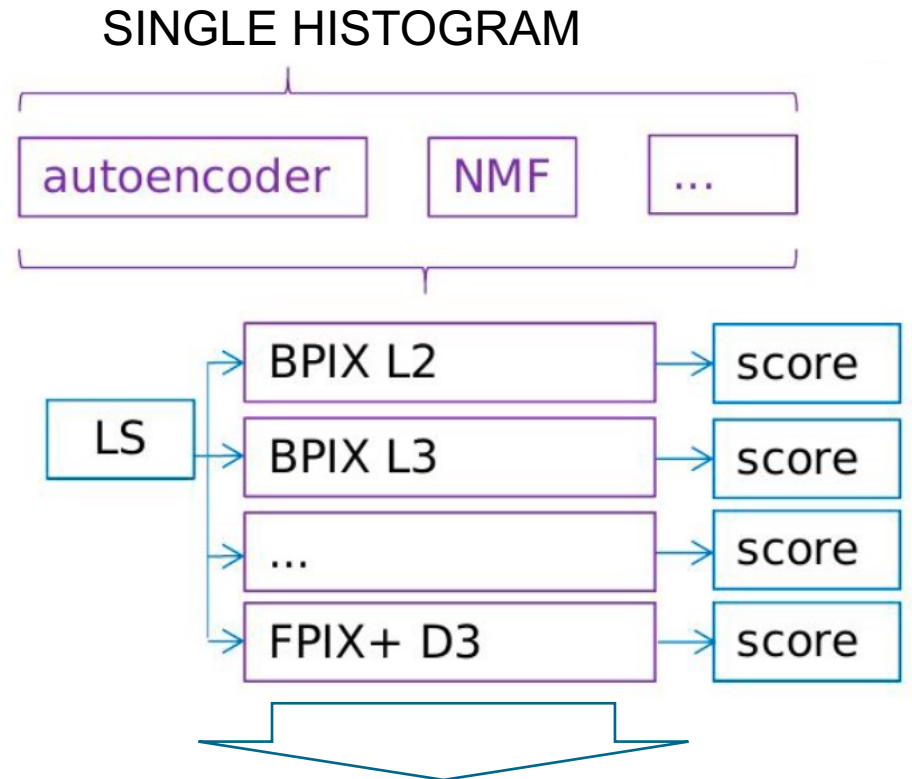 SINGLE HISTOGRAM
autoencoder NMF ...
BPIX L2 score
LS
BPIX L3 score
... score
FPIX+ D3 score